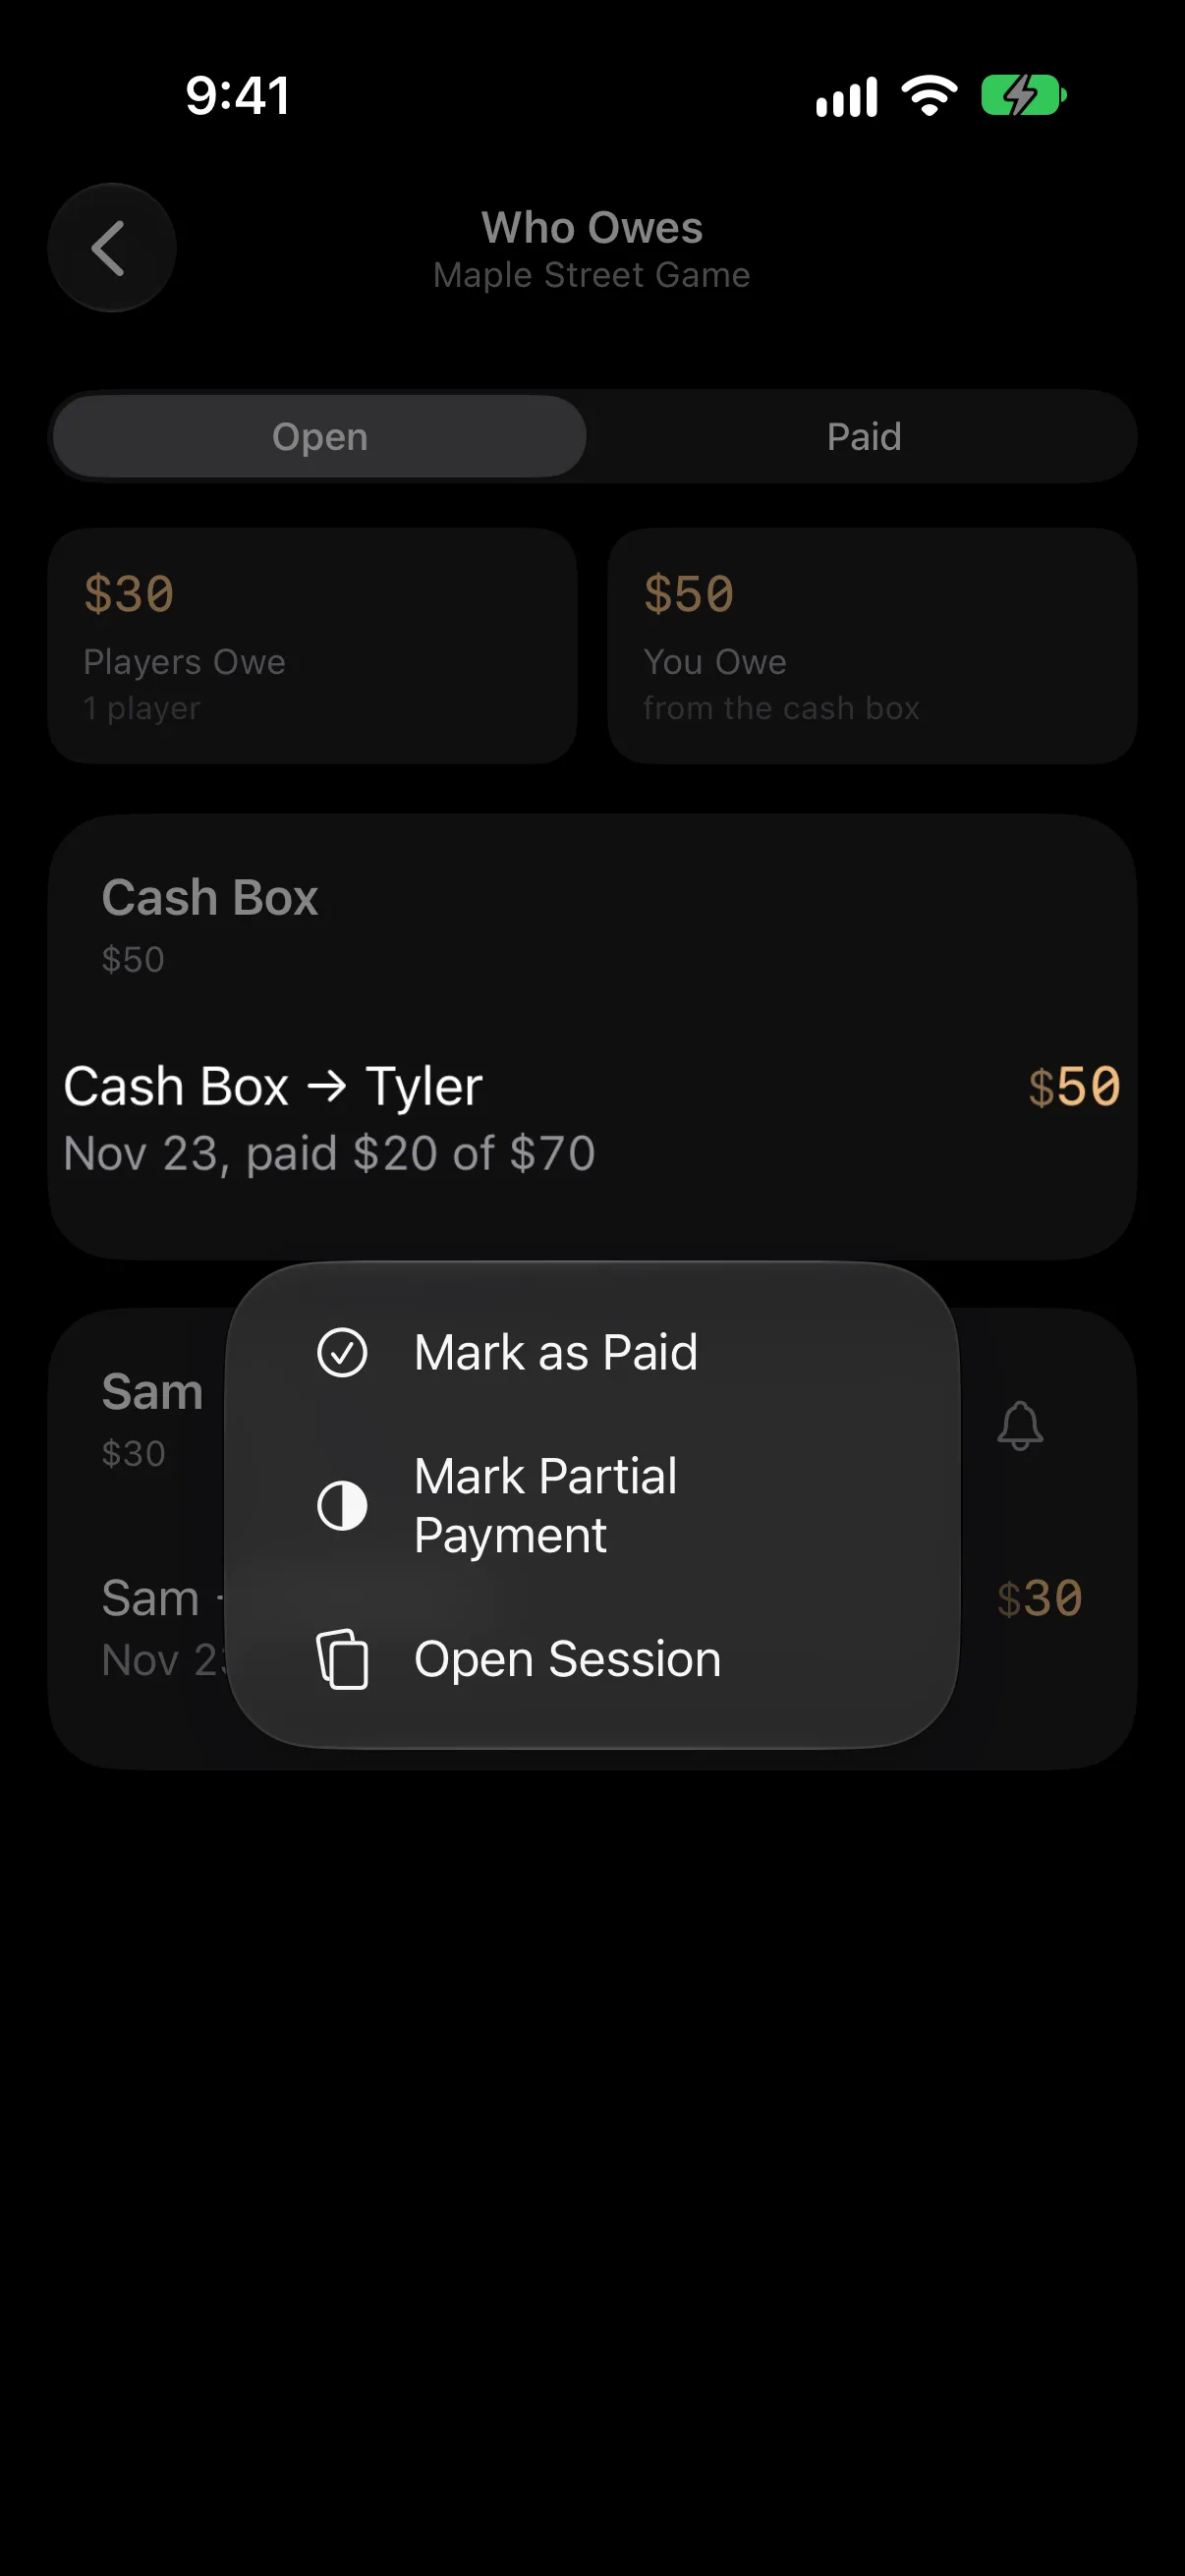 9:41
Who Owes
Maple Street Game
Open
Paid
$30
Players Owe
1 player
$50
You Owe
from the cash box
Cash Box
$50
Cash Box → Tyler
$50
Nov 23, paid $20 of $70
Mark as Paid
Mark Partial
Payment
Open Session
Sam
$30
Sam
$30
Nov